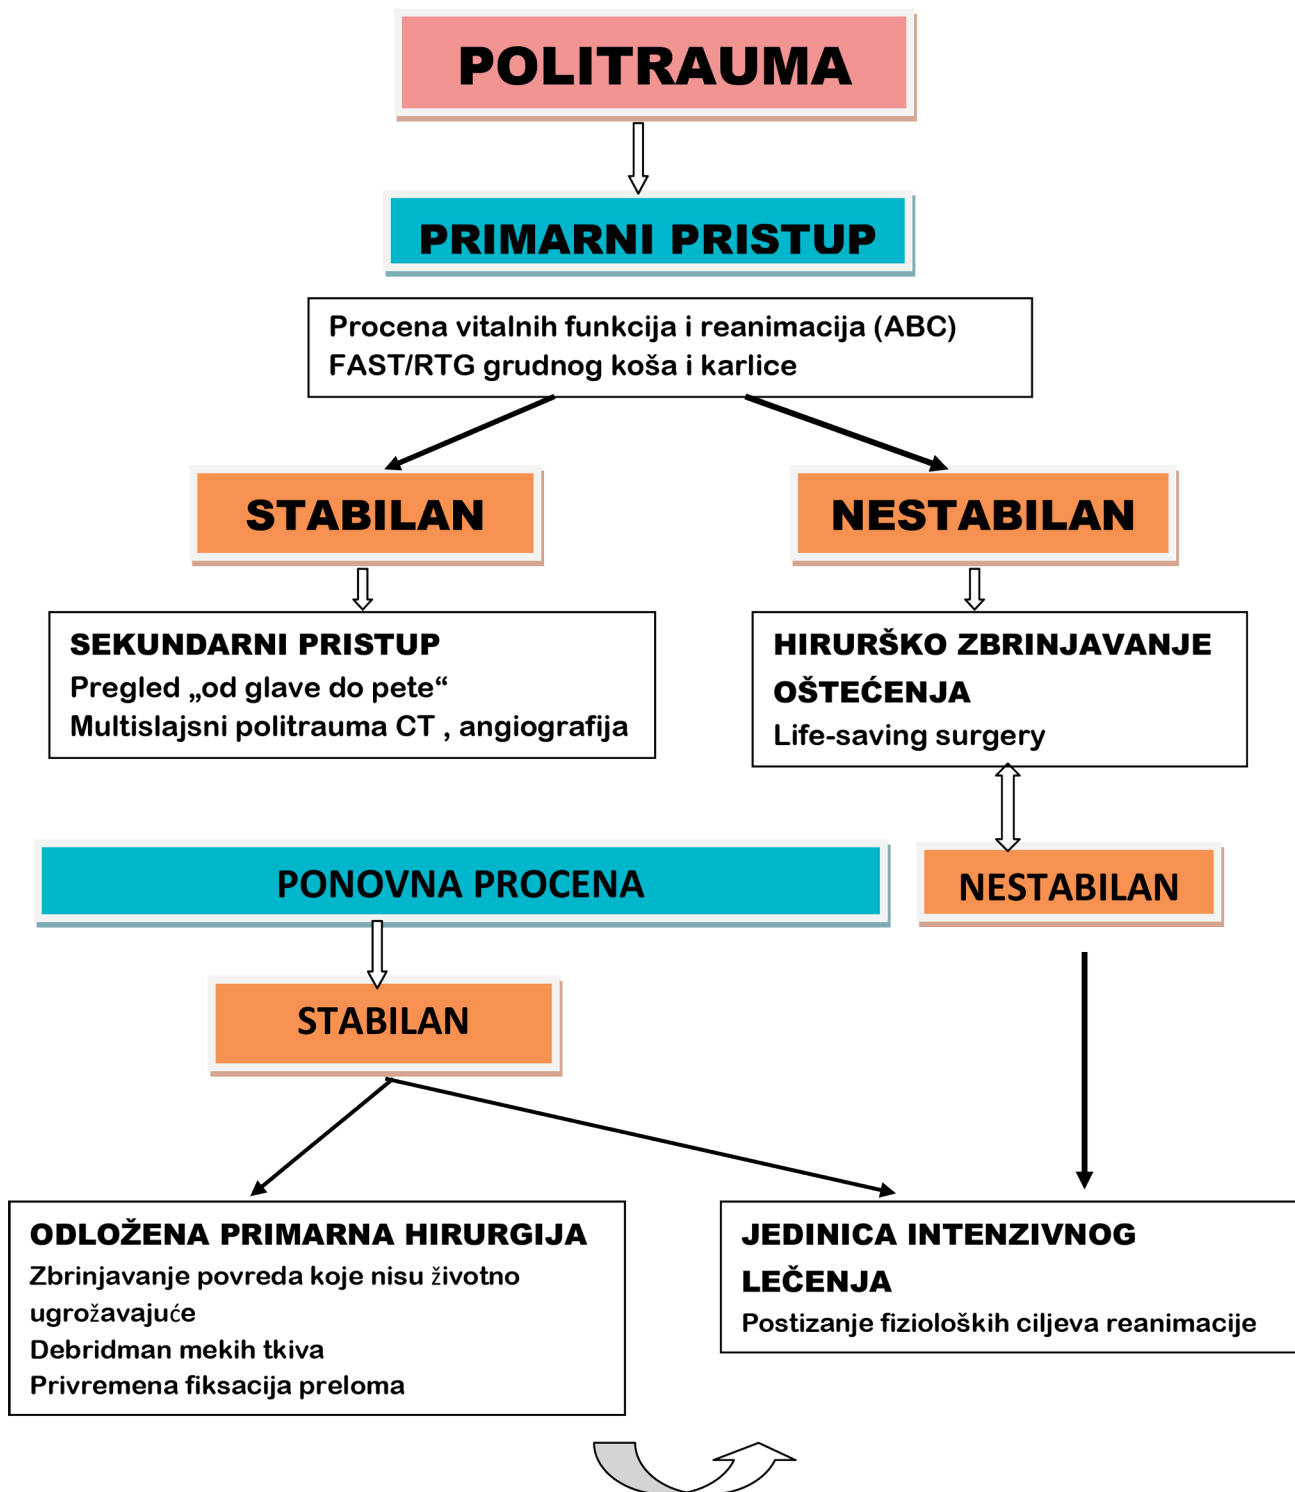 POLITRAUMA
PRIMARNI PRISTUP
Procena vitalnih funkcija i reanimacija (ABC)
FAST/RTG grudnog koša i karlice
STABILAN
NESTABILAN
SEKUNDARNI PRISTUP
Pregled „od glave do pete“
Multislajsni politrauma CT , angiografija
HIRURŠKO ZBRINJAVANJE
OŠTEĆENJA
Life-saving surgery
PONOVNA PROCENA
NESTABILAN
STABILAN
ODLOŽENA PRIMARNA HIRURGIJA
Zbrinjavanje povreda koje nisu životno
ugrožavajuće
Debridman mekih tkiva
Privremena fiksacija preloma
JEDINICA INTENZIVNOG
LEČENJA
Postizanje fizioloških ciljeva reanimacije